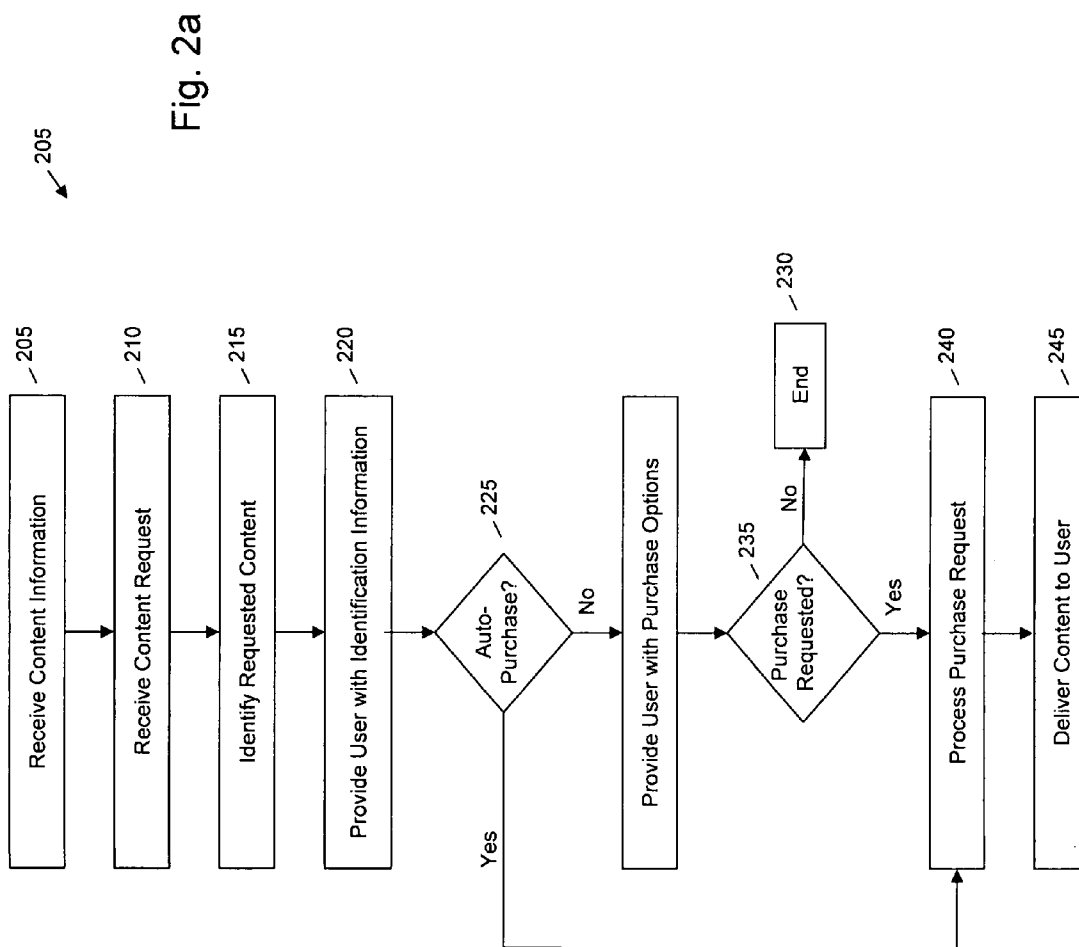 Fig. 2a
205
Receive Content Information
205
Receive Content Request
210
Identify Requested Content
215
Provide User with Identification Information
220
Auto-
Purchase?
225
Yes
No
Provide User with Purchase Options
Purchase
Requested?
235
No
End
230
Yes
Process Purchase Request
240
Deliver Content to User
245